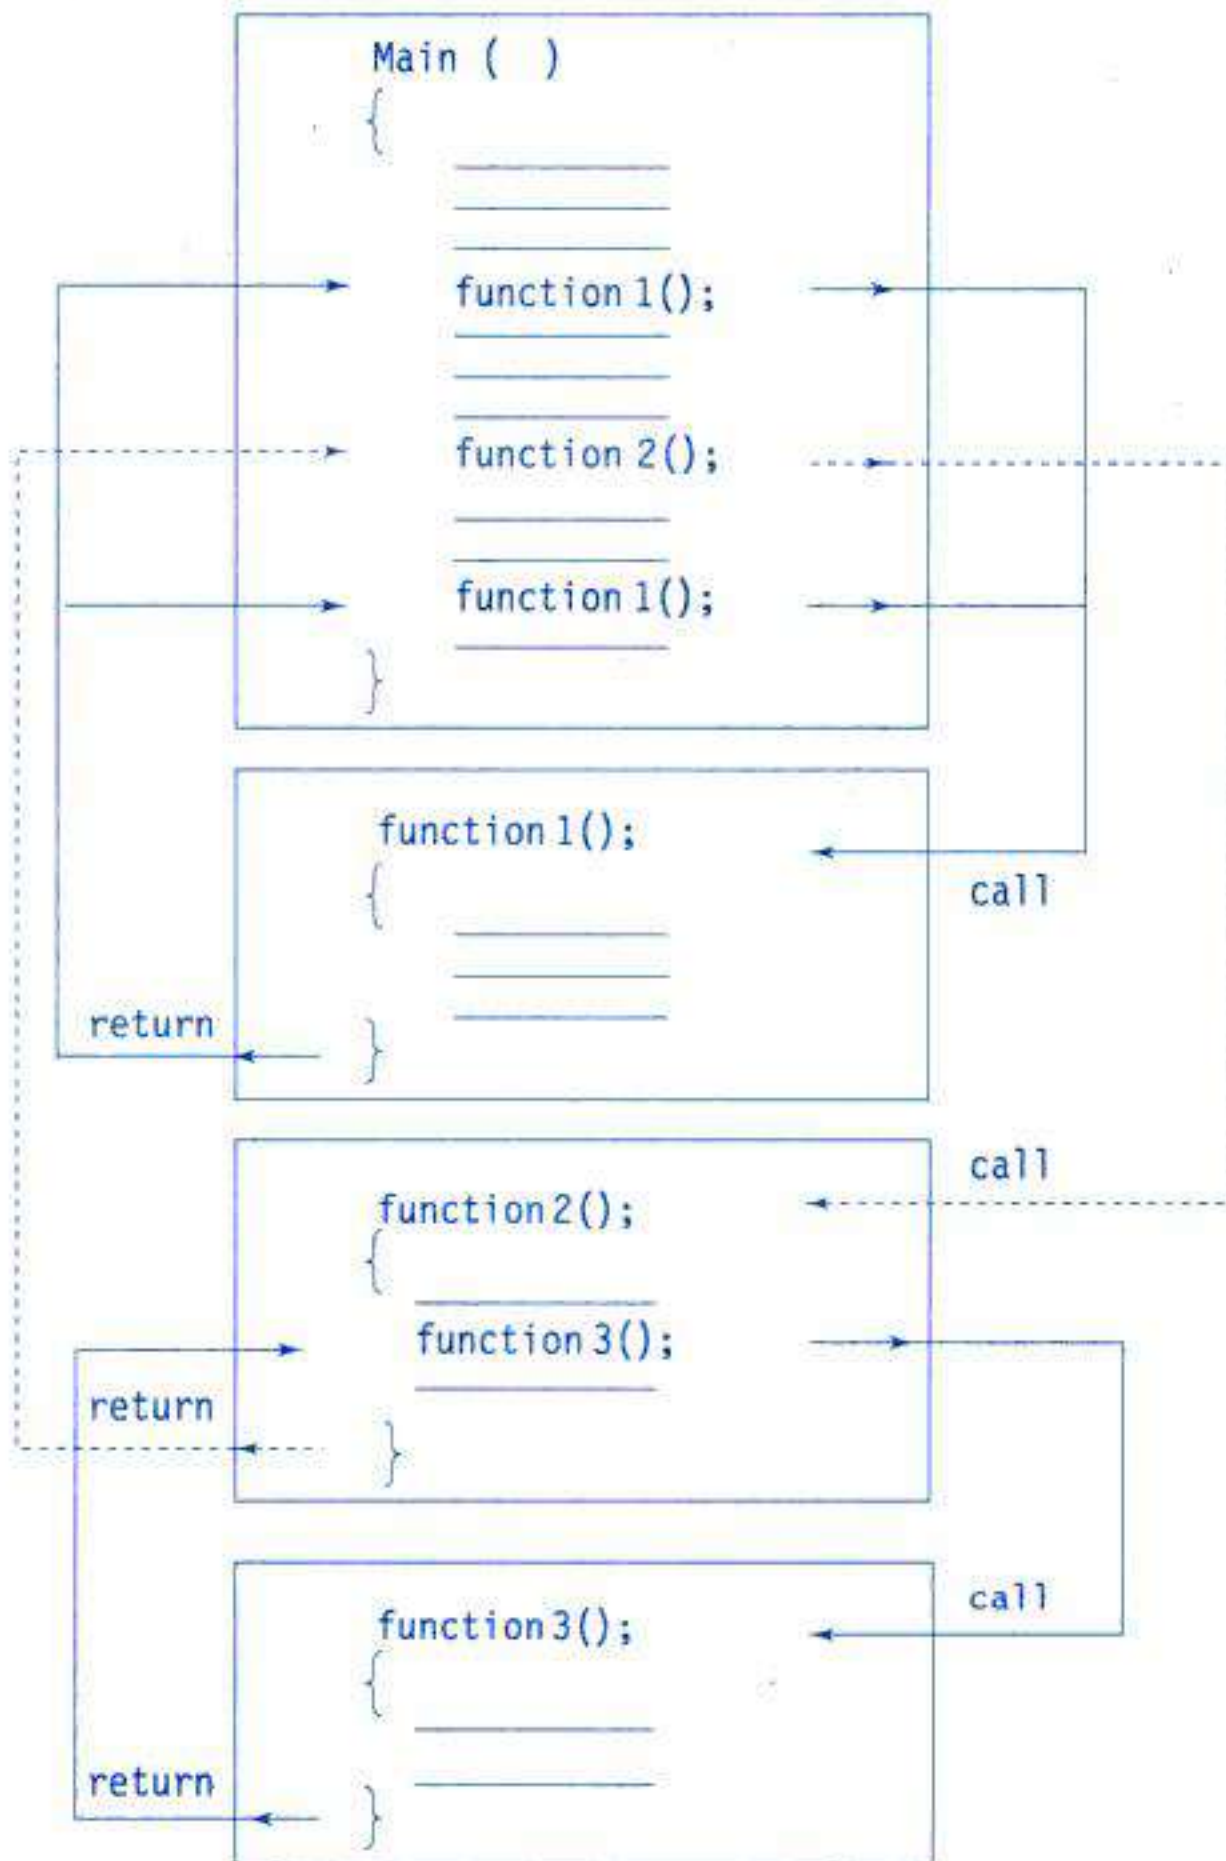 Main ( )
{
function 1();
function 2();
function 1();
}
function 1();
{
call
return
}
call
function 2();
{
function 3();
return
}
call
function 3();
{
return
}